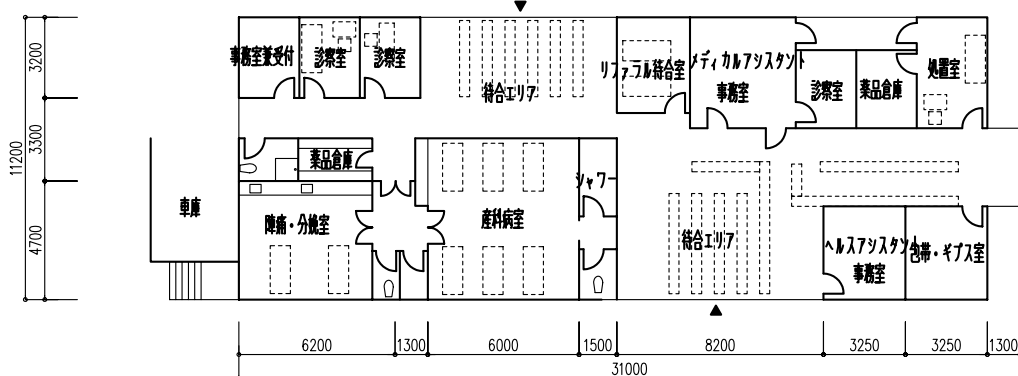 3200
事務室兼受付
診察室
診察室
待合エリア
リファラル待合室
メディカルアシスタント
事務室
診察室
薬品倉庫
処置室
11200
3300
薬品倉庫
シャワー
車庫
4700
陣痛・分娩室
産科病室
待合エリア
ヘルスアシスタント
事務室
包帯・ギプス室
6200
1300
6000
1500
8200
3250
3250
1300
31000